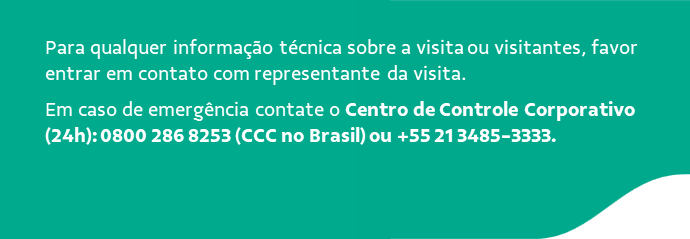 Para qualquer informação técnica sobre a visita ou visitantes, favor
entrar em contato com representante da visita.
Em caso de emergência contate o Centro de Controle Corporativo
(24h): 0800 286 8253 (CCC no Brasil) ou +55 21 3485-3333.